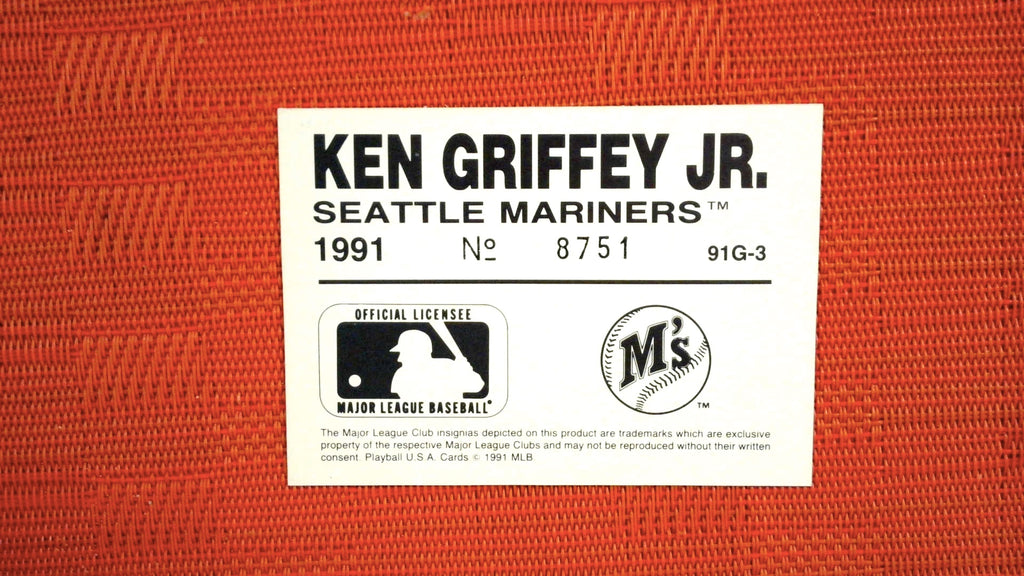 KEN GRIFFEY JR.
SEATTLE MARINERS™
1991 Nº 8751 91G-3
OFFICIAL LICENSEE
MAJOR LEAGUE BASEBALL®
M's
TM
The Major League Club insignias depicted on this product are trademarks which are exclusive
property of the respective Major League Clubs and may not be reproduced without their written
consent. Playball U.S.A. Cards © 1991 MLB